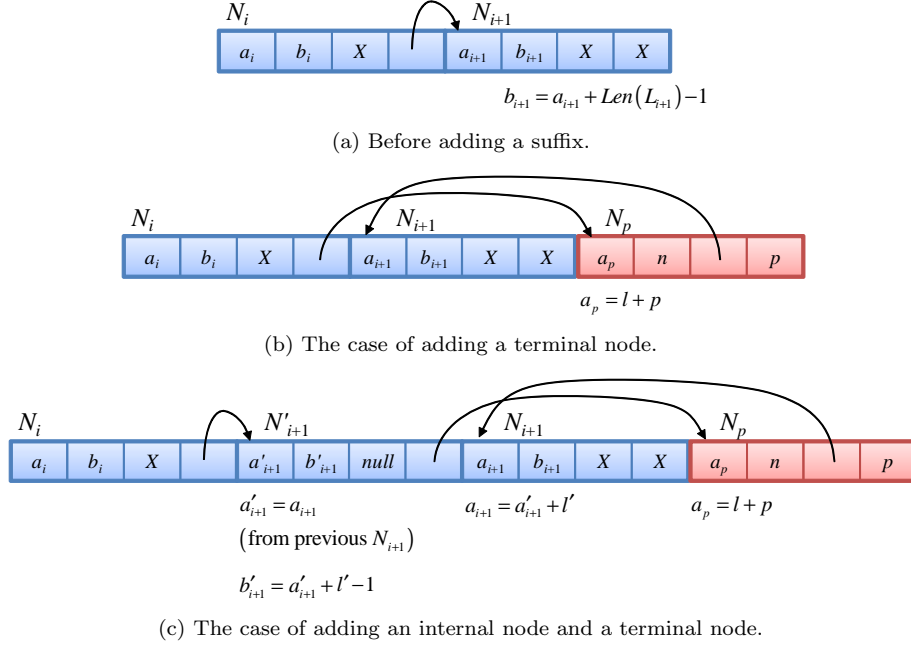 N_i N_{i+1}
a_i b_i X a_{i+1} b_{i+1} X X
b_{i+1} = a_{i+1} + Len(L_{i+1}) − 1
(a) Before adding a suffix.
N_i N_{i+1} N_p
a_i b_i X a_{i+1} b_{i+1} X X a_p n p
a_p = l + p
(b) The case of adding a terminal node.
N_i N'_{i+1} N_{i+1} N_p
a_i b_i X a'_{i+1} b'_{i+1} null a_{i+1} b_{i+1} X X a_p n p
a'_{i+1} = a_{i+1} a_{i+1} = a'_{i+1} + l' a_p = l + p
(from previous N_{i+1})
b'_{i+1} = a'_{i+1} + l' − 1
(c) The case of adding an internal node and a terminal node.